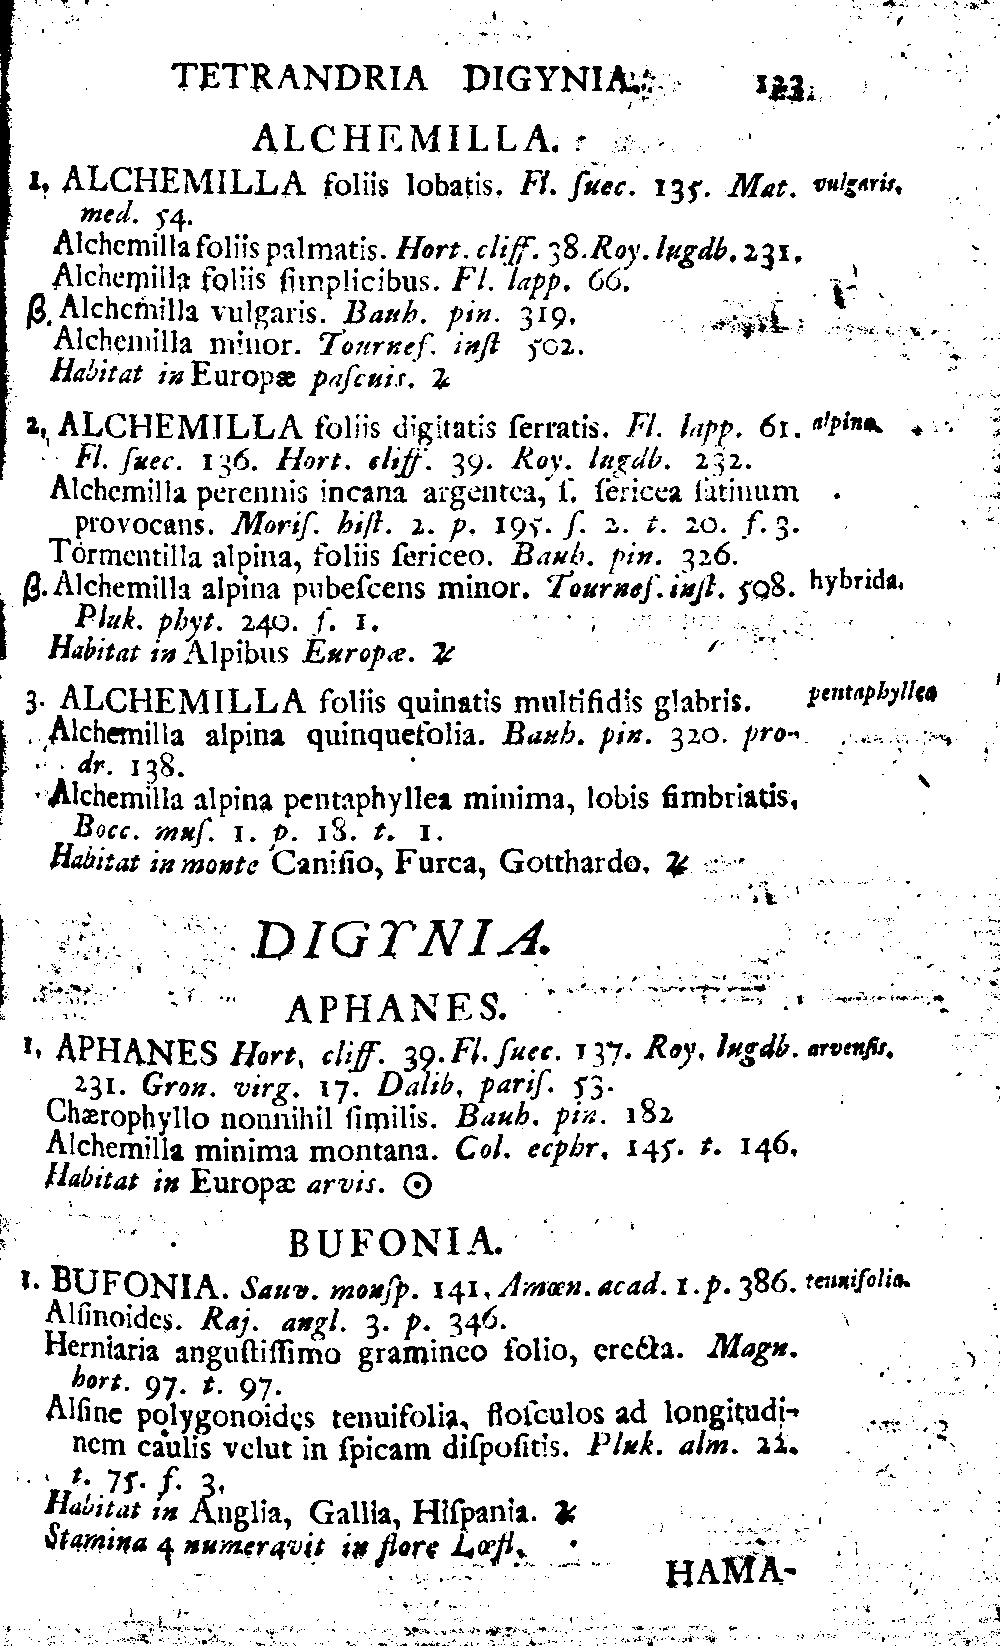 TETRANDRIA DIGYNIA. 123.
ALCHEMILLA.
1. ALCHEMILLA foliis lobatis. Fl. ſuec. 135. Mat. vulgaris.
med. 54.
Alchemilla foliis palmatis. Hort. cliff. 38. Roy. lugdb. 231.
Alchemilla foliis ſimplicibus. Fl. lapp. 66.
β. Alchemilla vulgaris. Bauh. pin. 319.
Alchemilla minor. Tournef. inſt 502.
Habitat in Europæ paſcuis. ♃
2. ALCHEMILLA foliis digitatis ſerratis. Fl. lapp. 61. alpina.
Fl. ſuec. 136. Hort. cliff. 39. Roy. lugdb. 232.
Alchemilla perennis incana argentea, ſ. ſericea ſatinum
provocans. Moriſ. hiſt. 2. p. 195. ſ. 2. t. 20. f. 3.
Tormentilla alpina, foliis ſericeo. Bauh. pin. 326.
β. Alchemilla alpina pubeſcens minor. Tournef. inſt. 508. hybrida.
Pluk. phyt. 240. f. 1.
Habitat in Alpibus Europæ. ♃
3. ALCHEMILLA foliis quinatis multifidis glabris. pentaphyllea
Alchemilla alpina quinquefolia. Bauh. pin. 320. pro-
dr. 138.
Alchemilla alpina pentaphyllea minima, lobis fimbriatis,
Bocc. muſ. 1. p. 18. t. 1.
Habitat in monte Caniſio, Furca, Gotthardo. ♃
DIGYNIA.
APHANES.
1. APHANES Hort. cliff. 39. Fl. ſuec. 137. Roy. lugdb. arvenſis.
231. Gron. virg. 17. Dalib. pariſ. 53.
Chærophyllo nonnihil ſimilis. Bauh. pin. 182
Alchemilla minima montana. Col. ecphr. 145. t. 146.
Habitat in Europæ arvis. ☉
BUFONIA.
1. BUFONIA. Sauv. monſp. 141. Amœn. acad. 1. p. 386. tenuifolia.
Alſinoides. Raj. angl. 3. p. 346.
Herniaria anguſtiſſimo gramineo folio, erecta. Magn.
hort. 97. t. 97.
Alſine polygonoides tenuifolia, floſculos ad longitudi-
nem caulis velut in ſpicam diſpoſitis. Pluk. alm. 22.
t. 75. f. 3.
Habitat in Anglia, Gallia, Hiſpania. ♃
Stamina 4 numeravit in flore Lœfl.
HAMA-